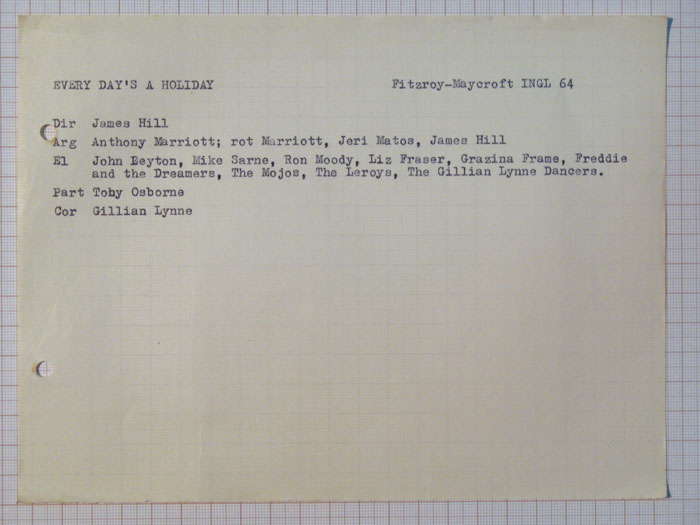 EVERY DAY'S A HOLIDAY Fitzroy-Maycroft INGL 64
Dir James Hill
Arg Anthony Marriott; rot Marriott, Jeri Matos, James Hill
El John Beyton, Mike Sarne, Ron Moody, Liz Fraser, Grazina Frame, Freddie
and the Dreamers, The Mojos, The Leroys, The Gillian Lynne Dancers.
Part Toby Osborne
Cor Gillian Lynne